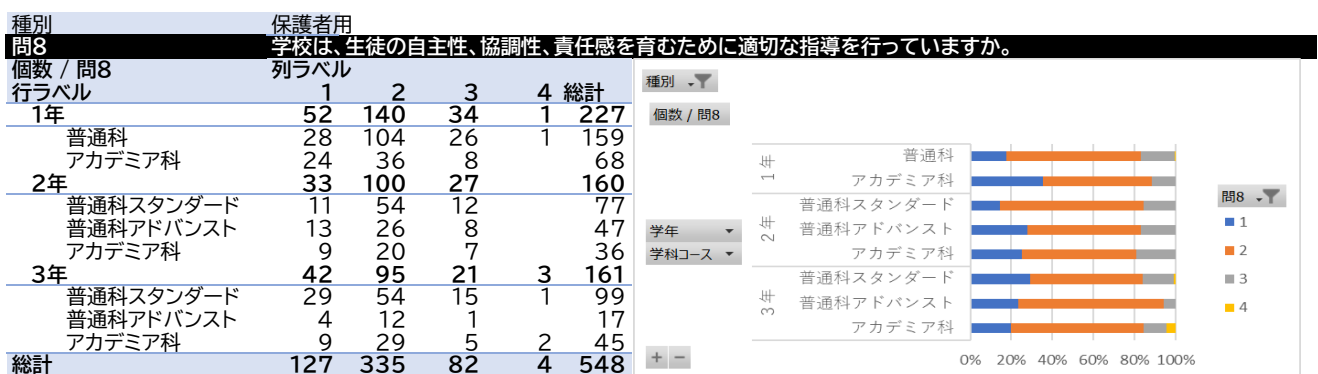 種別 保護者用
問8 学校は、生徒の自主性、協調性、責任感を育むために適切な指導を行っていますか。
個数 / 問8 列ラベル
行ラベル 1 2 3 4 総計
1年 52 140 34 1 227
普通科 28 104 26 1 159
アカデミア科 24 36 8 68
2年 33 100 27 160
普通科スタンダード 11 54 12 77
普通科アドバンスト 13 26 8 47
アカデミア科 9 20 7 36
3年 42 95 21 3 161
普通科スタンダード 29 54 15 1 99
普通科アドバンスト 4 12 1 17
アカデミア科 9 29 5 2 45
総計 127 335 82 4 548
種別
個数 / 問8
学年
学科コース
1年
普通科
アカデミア科
2年
普通科スタンダード
普通科アドバンスト
アカデミア科
3年
普通科スタンダード
普通科アドバンスト
アカデミア科
0% 20% 40% 60% 80% 100%
問8
1
2
3
4
+ −